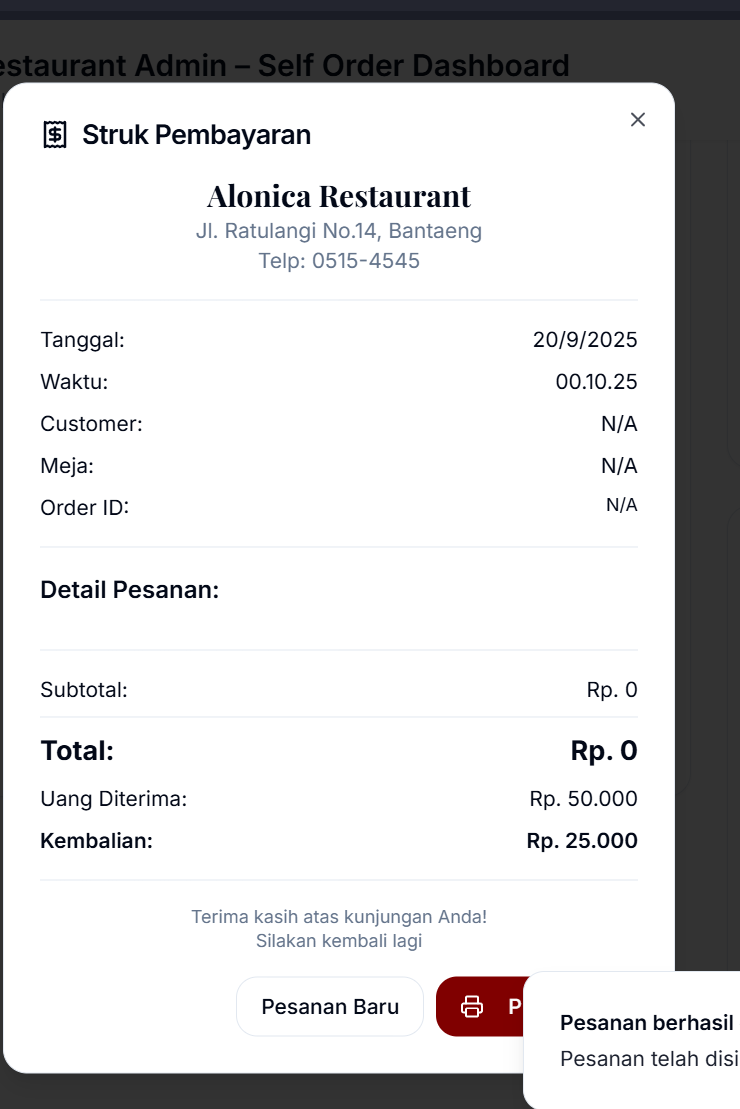 estaurant Admin – Self Order Dashboard
Struk Pembayaran
Alonica Restaurant
Jl. Ratulangi No.14, Bantaeng
Telp: 0515-4545
Tanggal: 20/9/2025
Waktu: 00.10.25
Customer: N/A
Meja: N/A
Order ID: N/A
Detail Pesanan:
Subtotal: Rp. 0
Total: Rp. 0
Uang Diterima: Rp. 50.000
Kembalian: Rp. 25.000
Terima kasih atas kunjungan Anda!
Silakan kembali lagi
Pesanan Baru P
Pesanan berhasil
Pesanan telah disi